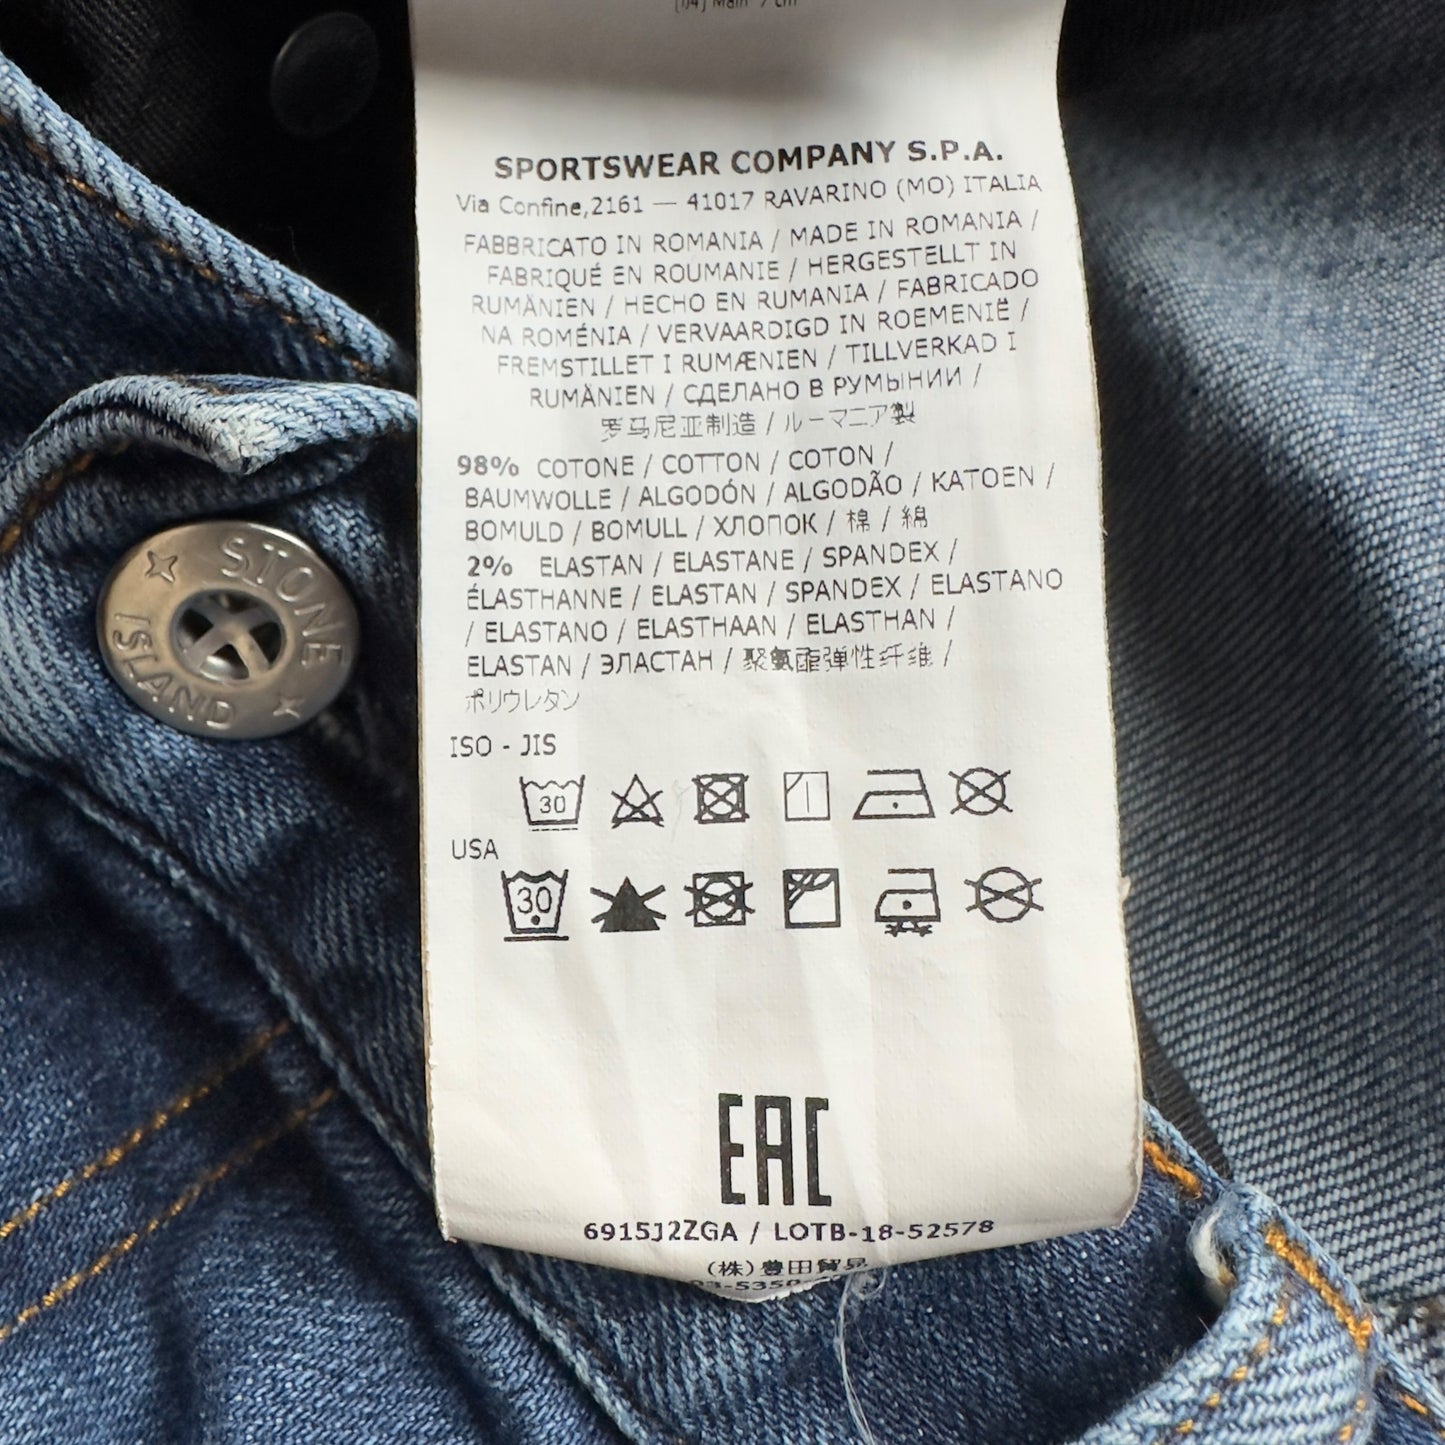 SPORTSWEAR COMPANY S.P.A.
Via Confine,2161 — 41017 RAVARINO (MO) ITALIA
FABBRICATO IN ROMANIA / MADE IN ROMANIA /
FABRIQUÉ EN ROUMANIE / HERGESTELLT IN
RUMÄNIEN / HECHO EN RUMANIA / FABRICADO
NA ROMÉNIA / VERVAARDIGD IN ROEMENIË /
FREMSTILLET I RUMÆNIEN / TILLVERKAD I
RUMÄNIEN / СДЕЛАНО В РУМЫНИИ /
罗马尼亚制造 / ルーマニア製
98% COTONE / COTTON / COTON /
BAUMWOLLE / ALGODÓN / ALGODÃO / KATOEN /
BOMULD / BOMULL / ХЛОПОК / 棉 / 綿
2% ELASTAN / ELASTANE / SPANDEX /
ÉLASTHANNE / ELASTAN / SPANDEX / ELASTANO
/ ELASTANO / ELASTHAAN / ELASTHAN /
ELASTAN / ЭЛАСТАН / 聚氨酯弹性纤维 /
ポリウレタン
ISO - JIS
30
USA
30
EAC
6915J2ZGA / LOTB-18-52578
(株)豊田貿易
STONE
ISLAND